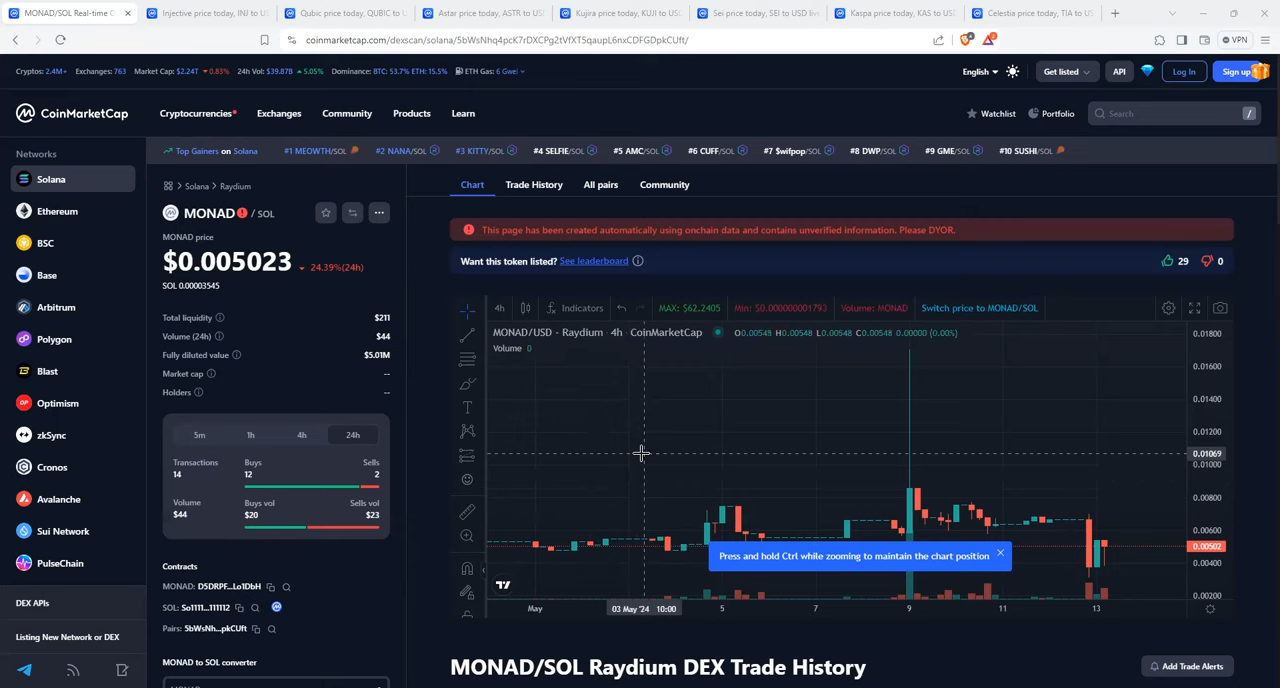 MONAD/SOL Real-time C
Injective price today, INJ to US
Qubic price today, QUBIC to U
Astar price today, ASTR to US
Kujira price today, KUJI to USD
Sei price today, SEI to USD live
Kaspa price today, KAS to USD
Celestia price today, TIA to US
coinmarketcap.com/dexscan/solana/5bWsNhq4pcK7rDXCPg2tVfXT5qaupL6nxCDFGDpkCUft/
VPN
Cryptos: 2.4M+ Exchanges: 763 Market Cap: $2.24T 0.83% 24h Vol: $39.87B 5.05% Dominance: BTC: 53.7% ETH: 15.5% ETH Gas: 6 Gwei
English Get listed API Log In Sign up
CoinMarketCap Cryptocurrencies Exchanges Community Products Learn Watchlist Portfolio Search /
Networks
Solana
Ethereum
BSC
Base
Arbitrum
Polygon
Blast
Optimism
zkSync
Cronos
Avalanche
Sui Network
PulseChain
DEX APIs
Listing New Network or DEX
Top Gainers on Solana #1 MEOWTH/SOL #2 NANA/SOL #3 KITTY/SOL #4 SELFIE/SOL #5 AMC/SOL #6 CUFF/SOL #7 $wifpop/SOL #8 DWP/SOL #9 GME/SOL #10 SUSHI/SOL
Solana > Raydium
MONAD / SOL
MONAD price
$0.005023 24.39%(24h)
SOL 0.00003545
Total liquidity $211
Volume (24h) $44
Fully diluted value $5.01M
Market cap --
Holders --
5m 1h 4h 24h
Transactions Buys Sells
14 12 2
Volume Buys vol Sells vol
$44 $20 $23
Contracts
MONAD: D5DRPF...Lo1DbH
SOL: So1111...111112
Pairs: 5bWsNh...pkCUft
MONAD to SOL converter
MONAD
Chart Trade History All pairs Community
This page has been created automatically using onchain data and contains unverified information. Please DYOR.
Want this token listed? See leaderboard 29 0
4h Indicators MAX: $62.2405 Min: $0.000000001793 Volume: MONAD Switch price to MONAD/SOL
MONAD/USD - Raydium · 4h · CoinMarketCap O0.00548 H0.00548 L0.00548 C0.00548 0.00000 (0.00%)
Volume 0
0.01800
0.01600
0.01400
0.01200
0.01069
0.01000
0.00800
0.00600
0.00502
0.00400
0.00200
Press and hold Ctrl while zooming to maintain the chart position
May 03 May '24 10:00 5 7 9 11 13
MONAD/SOL Raydium DEX Trade History
Add Trade Alerts